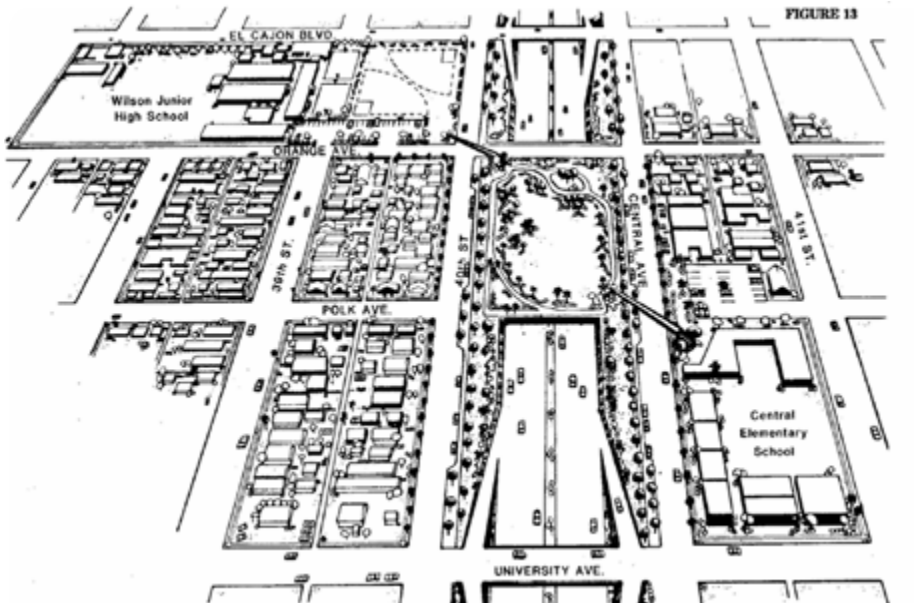 FIGURE 13
EL CAJON BLVD.
Wilson Junior
High School
ORANGE AVE.
39th ST.
40th ST
CENTRAL AVE.
41st ST.
POLK AVE.
Central
Elementary
School
UNIVERSITY AVE.